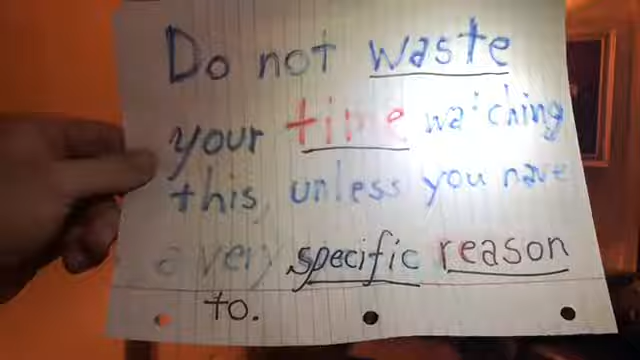 Do not waste
your time watching
this, unless you have
a very specific reason
to.